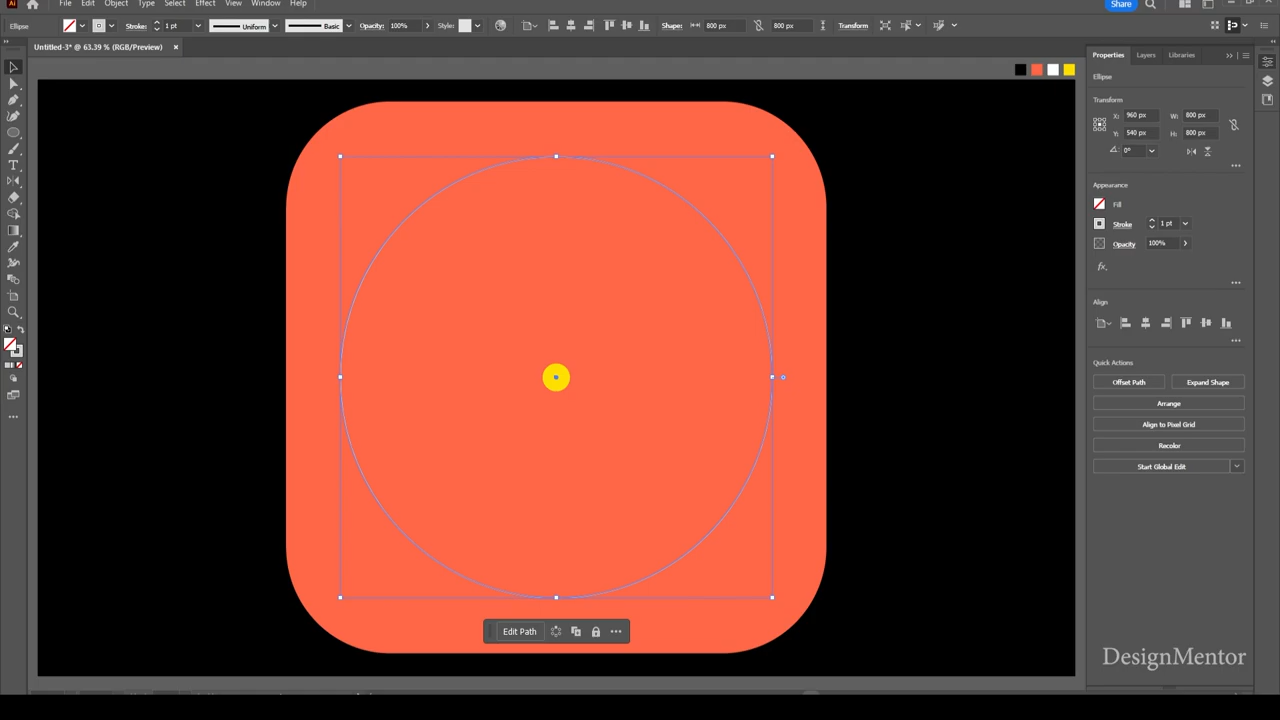 Ai File Edit Object Type Select Effect View Window Help Share
Ellipse Stroke: 1 pt Uniform Basic Opacity: 100% Style: Shape: 800 px 800 px Transform
Untitled-3* @ 63.39 % (RGB/Preview) ×
Properties Layers Libraries
Ellipse
Transform
X: 960 px W: 800 px
Y: 540 px H: 800 px
0°
Appearance
Fill
Stroke 1 pt
Opacity 100%
fx.
Align
Quick Actions
Offset Path Expand Shape
Arrange
Align to Pixel Grid
Recolor
Start Global Edit
Edit Path
DesignMentor